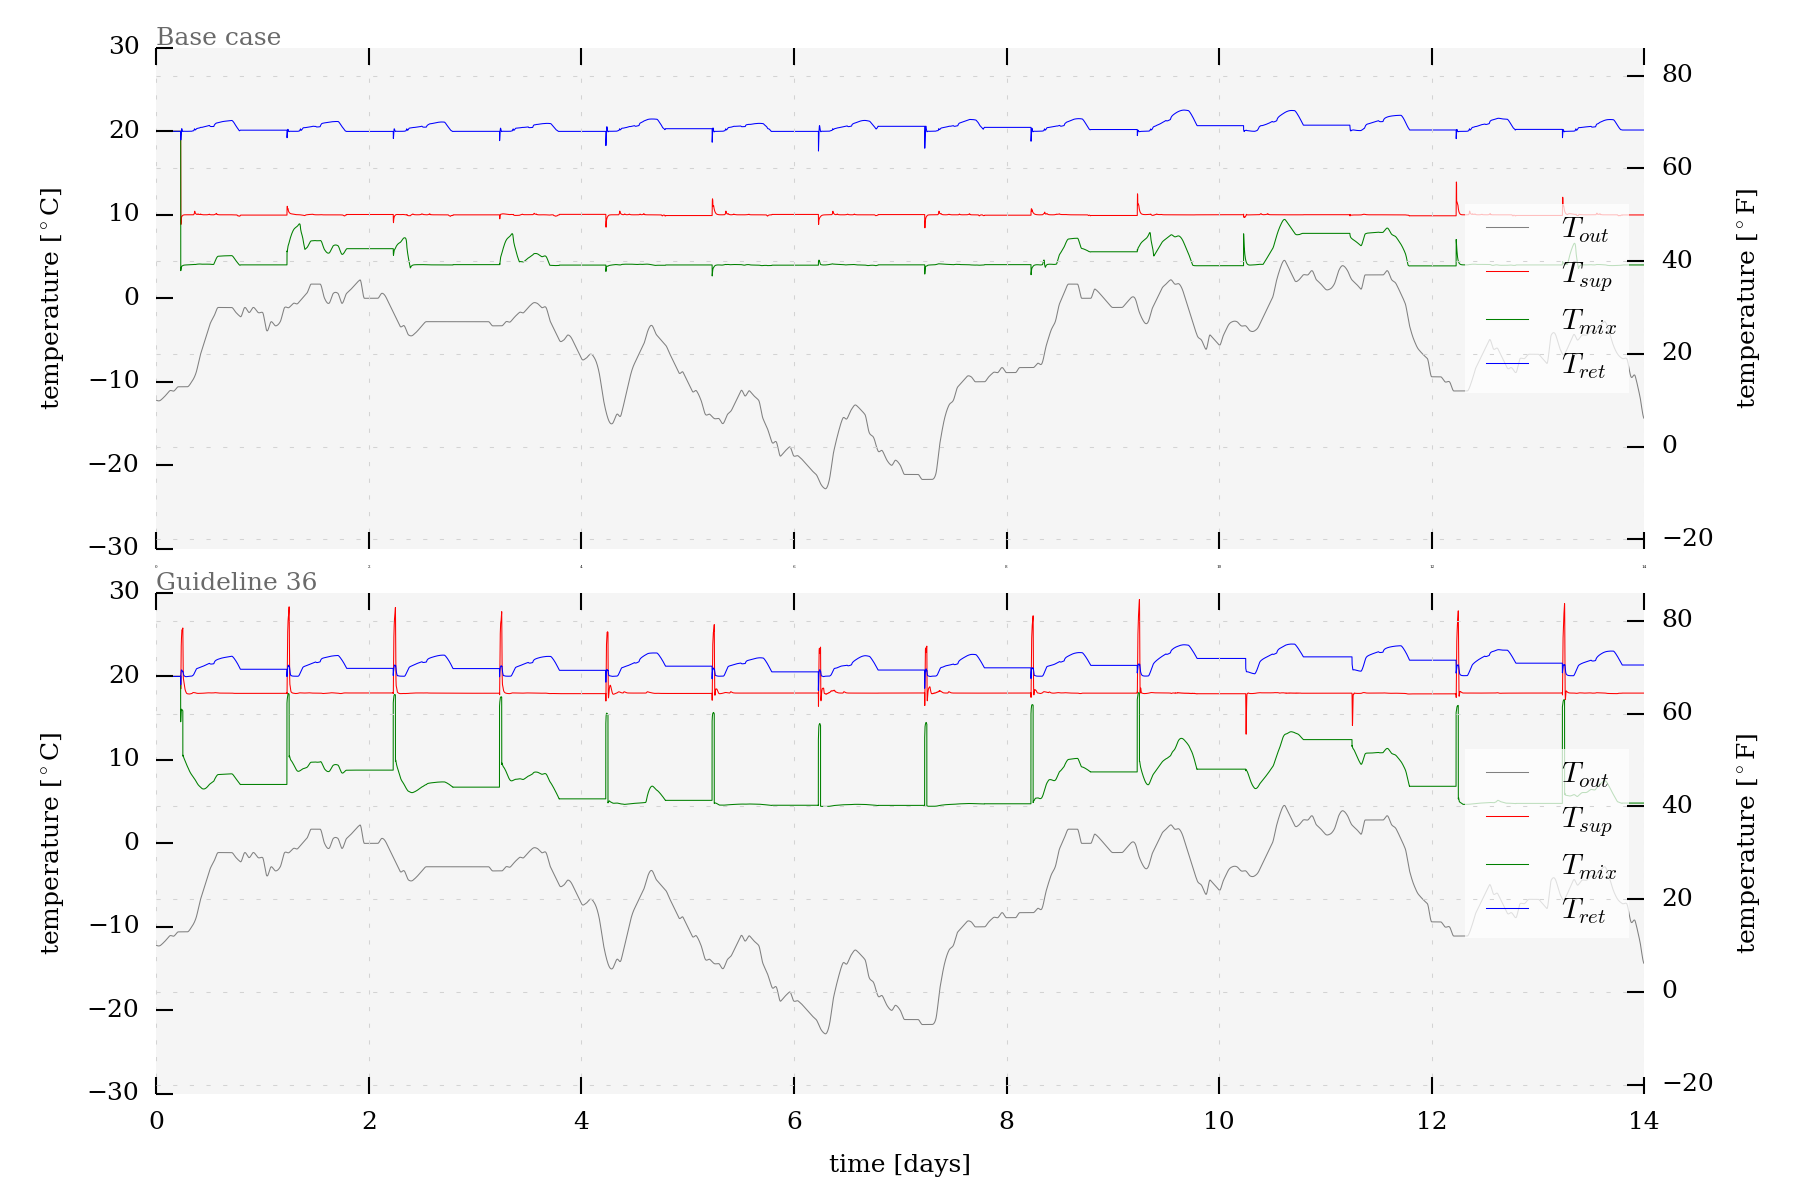 Base case
30
20
10
0
−10
−20
−30
temperature [°C]
80
60
40
20
0
−20
temperature [°F]
T_out
T_sup
T_mix
T_ret
Guideline 36
30
20
10
0
−10
−20
−30
temperature [°C]
80
60
40
20
0
−20
temperature [°F]
T_out
T_sup
T_mix
T_ret
0 2 4 6 8 10 12 14
time [days]